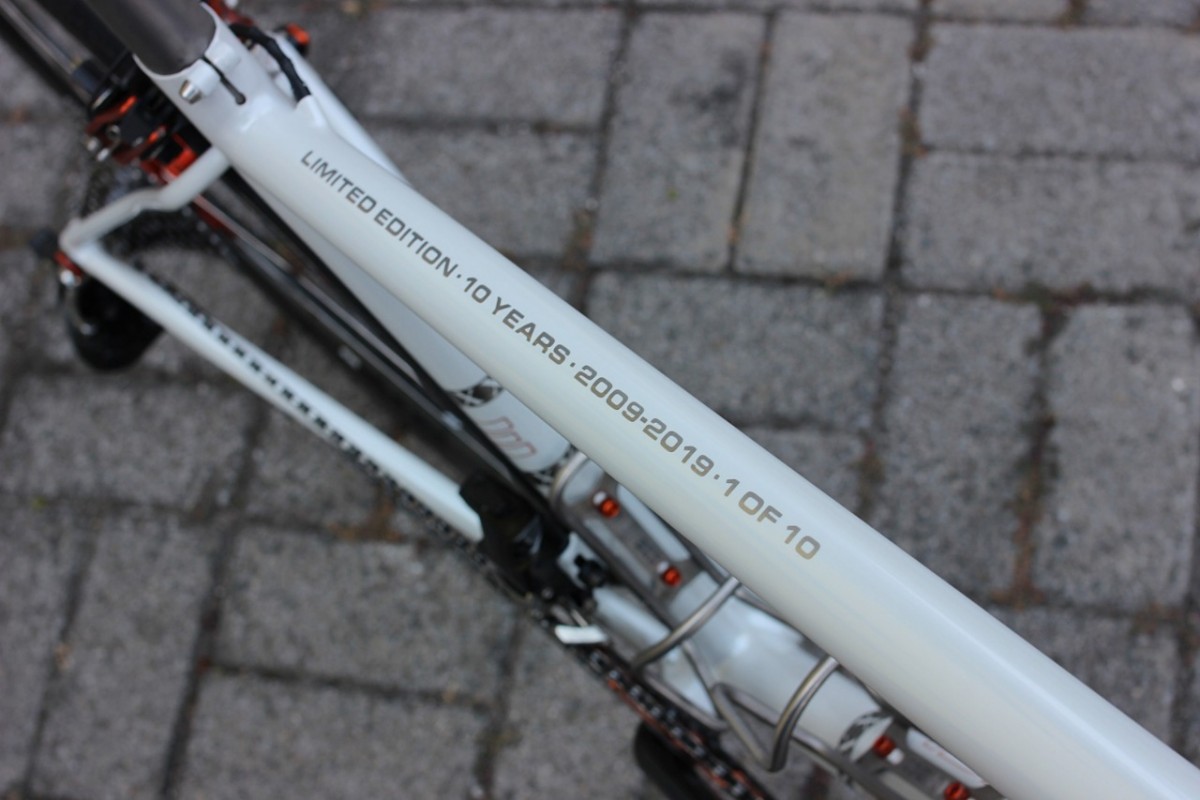 LIMITED EDITION · 10 YEARS · 2009-2019 · 1 OF 10